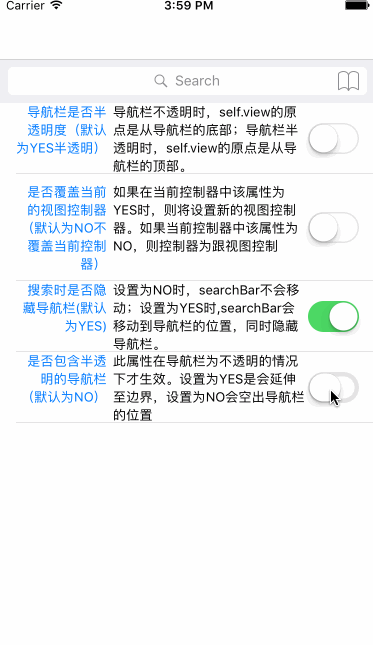 Carrier 3:59 PM
Search
导航栏是否半
透明度（默认
为YES半透明）
导航栏不透明时，self.view的原
点是从导航栏的底部；导航栏半
透明时，self.view的原点是从导
航栏的顶部。
是否覆盖当前
的视图控制器
（默认为NO不
覆盖当前控制
器）
如果在当前控制器中该属性为
YES时，则将设置新的视图控制
器。如果当前控制器中该属性为
NO，则控制器为跟视图控制
搜索时是否隐
藏导航栏(默认
为YES)
设置为NO时，searchBar不会移
动；设置为YES时,searchBar会
移动到导航栏的位置，同时隐藏
导航栏。
是否包含半透
明的导航栏
（默认为NO）
此属性在导航栏为不透明的情况
下才生效。设置为YES是会延伸
至边界，设置为NO会空出导航栏
的位置